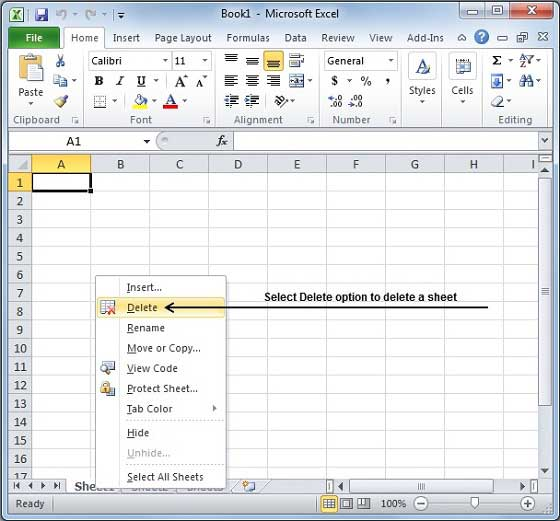 Book1 - Microsoft Excel
File Home Insert Page Layout Formulas Data Review View Add-Ins
Calibri 11 General
Paste
B I U A A A $ % ,
Styles Cells
Clipboard Font Alignment Number Editing
A1 fx
A B C D E F G H I
1
2
3
4
5
6
7
8
9
10
11
12
13
14
15
16
17
Insert...
Delete
Select Delete option to delete a sheet
Rename
Move or Copy...
View Code
Protect Sheet...
Tab Color
Hide
Unhide...
Select All Sheets
Sheet1 Sheet2 Sheet3
Ready 100%